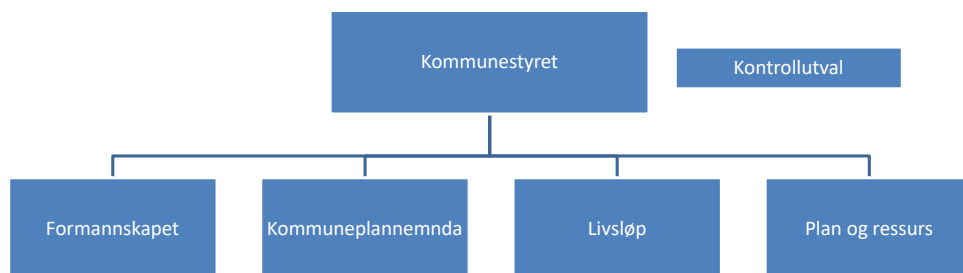 Kommunestyret
Kontrollutval
Formannskapet
Kommuneplannemnda
Livsløp
Plan og ressurs